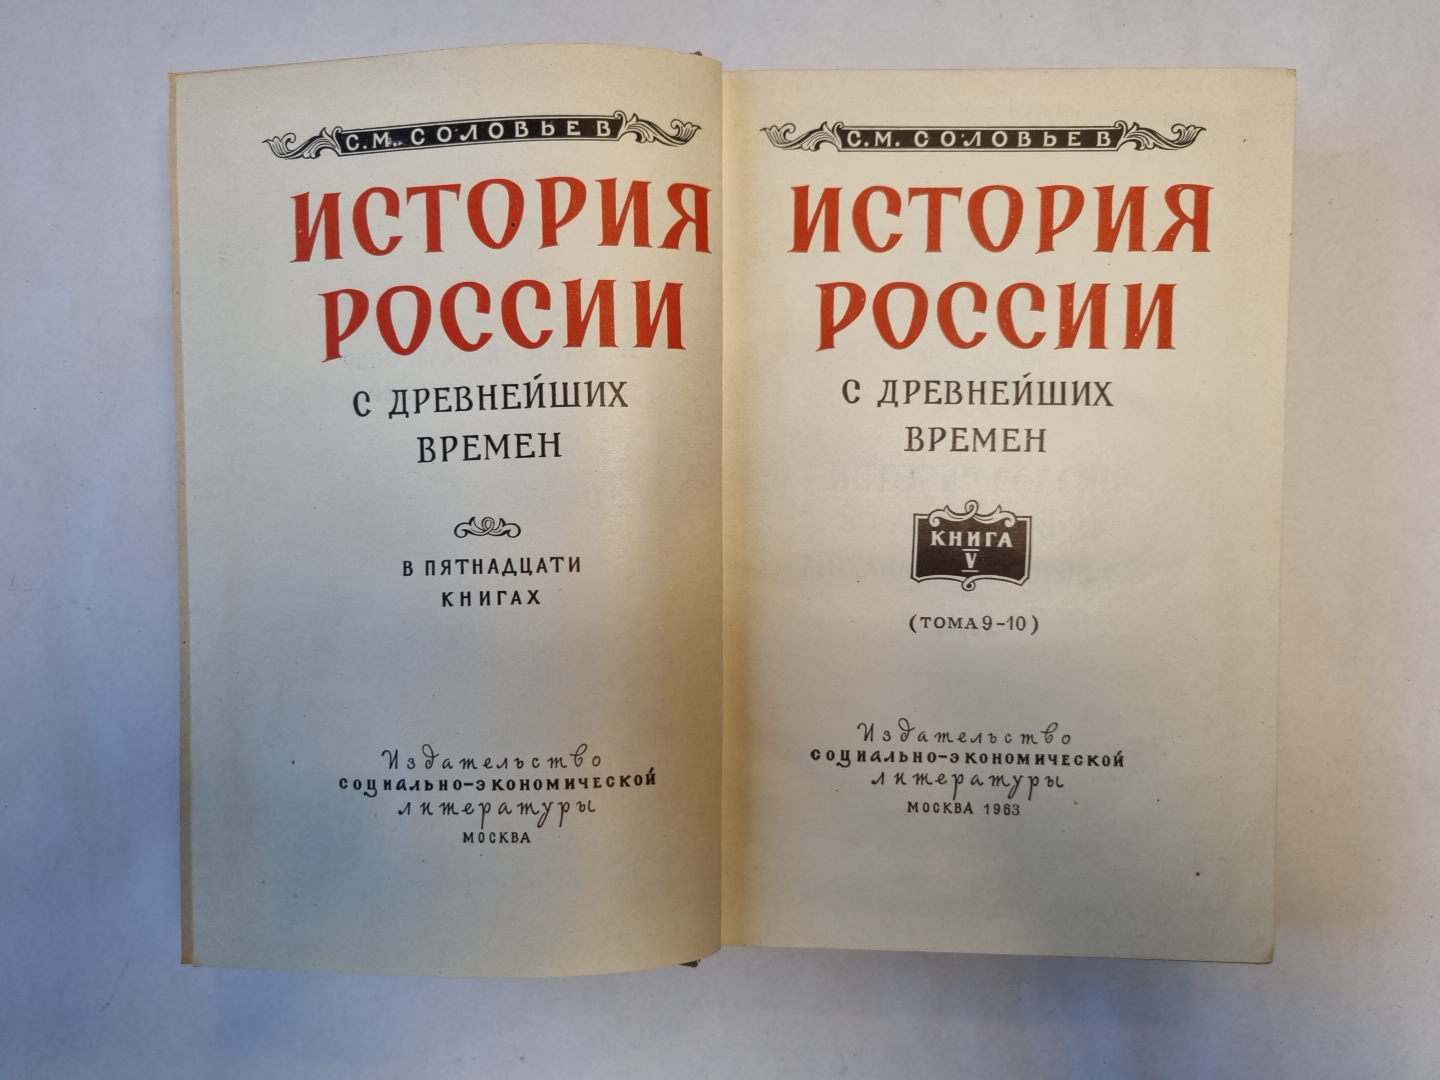 С.М. СОЛОВЬЕВ
ИСТОРИЯ
РОССИИ
С ДРЕВНЕЙШИХ
ВРЕМЕН
В ПЯТНАДЦАТИ
КНИГАХ
Издательство
СОЦИАЛЬНО-ЭКОНОМИЧЕСКОЙ
литературы
МОСКВА
С.М. СОЛОВЬЕВ
ИСТОРИЯ
РОССИИ
С ДРЕВНЕЙШИХ
ВРЕМЕН
КНИГА
V
(ТОМА 9-10)
Издательство
СОЦИАЛЬНО-ЭКОНОМИЧЕСКОЙ
литературы
МОСКВА 1963